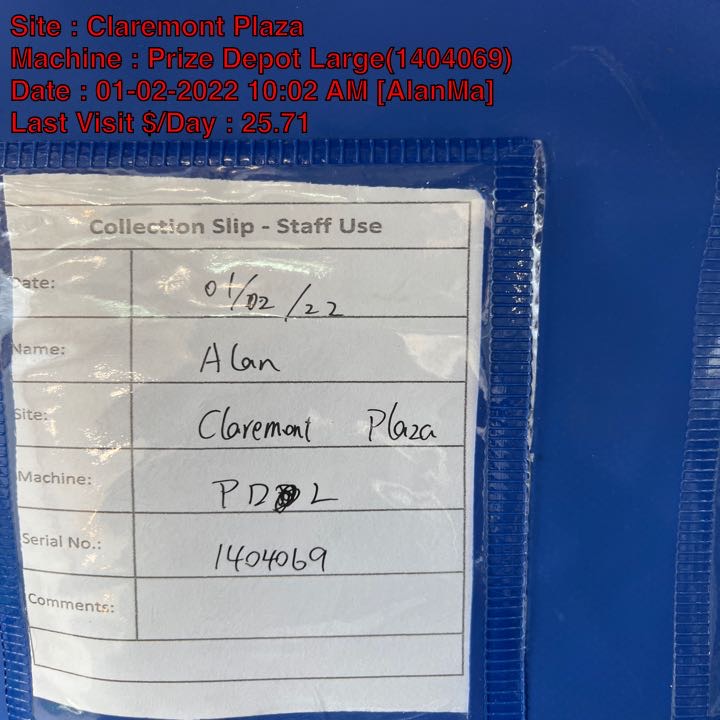 Site : Claremont Plaza
Machine : Prize Depot Large(1404069)
Date : 01-02-2022 10:02 AM [AlanMa]
Last Visit $/Day : 25.71
Collection Slip - Staff Use
Date: 01/02/22
Name: Alan
Site: Claremont Plaza
Machine: PD L
Serial No.: 1404069
Comments: